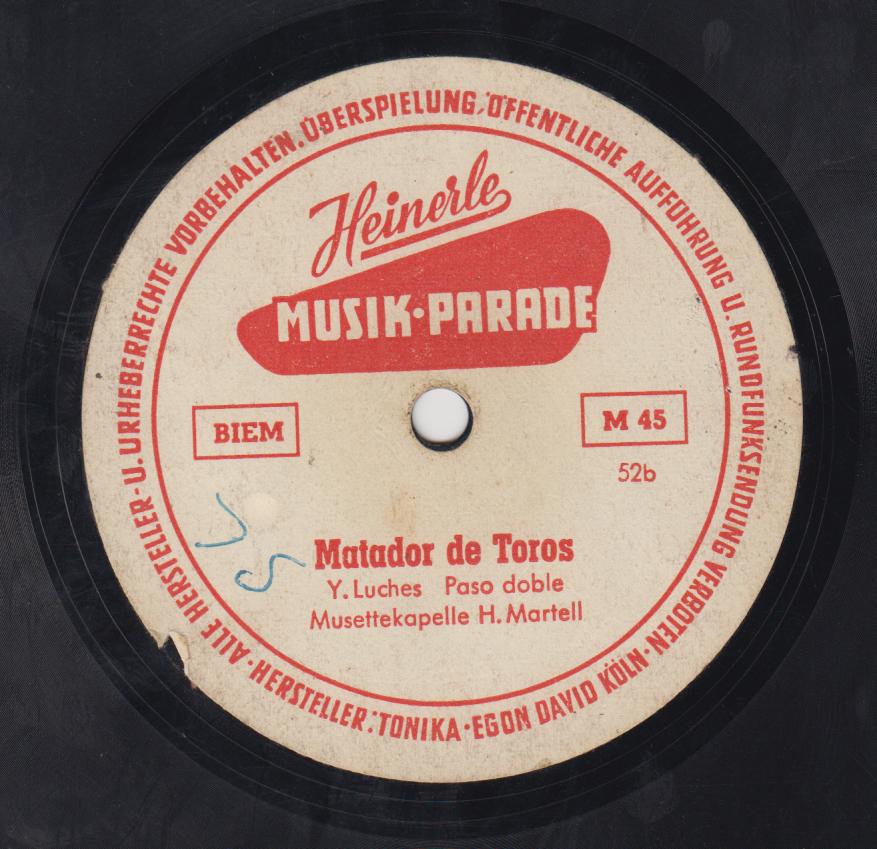 ALLE HERSTELLER- U. URHEBERRECHTE VORBEHALTEN. ÜBERSPIELUNG, ÖFFENTLICHE AUFFÜHRUNG U. RUNDFUNKSENDUNG VERBOTEN · HERSTELLER: TONIKA · EGON DAVID KÖLN ·
Heinerle
MUSIK·PARADE
BIEM
M 45
52b
Matador de Toros
Y. Luches Paso doble
Musettekapelle H. Martell